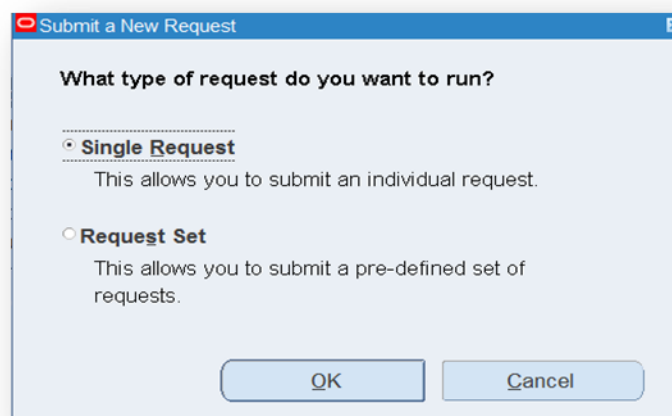 Submit a New Request
What type of request do you want to run?
Single Request
This allows you to submit an individual request.
Request Set
This allows you to submit a pre-defined set of
requests.
OK
Cancel